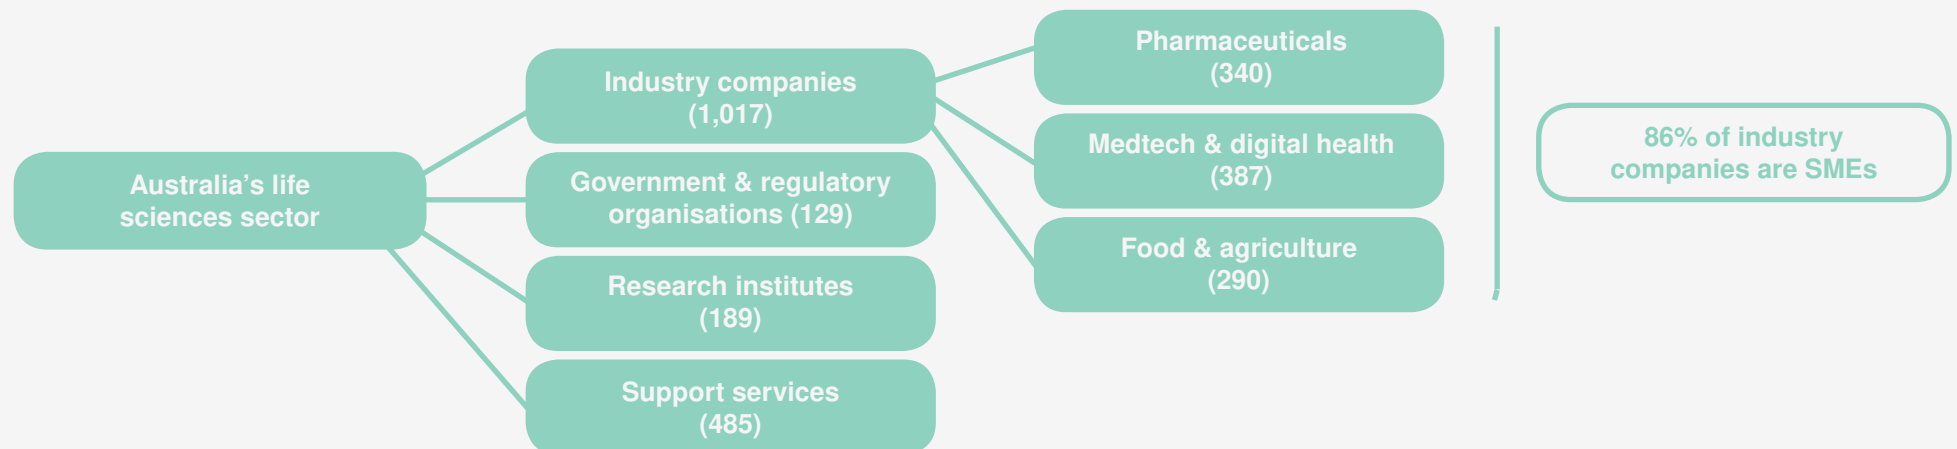 Australia’s life
sciences sector
Industry companies
(1,017)
Government & regulatory
organisations (129)
Research institutes
(189)
Support services
(485)
Pharmaceuticals
(340)
Medtech & digital health
(387)
Food & agriculture
(290)
86% of industry
companies are SMEs